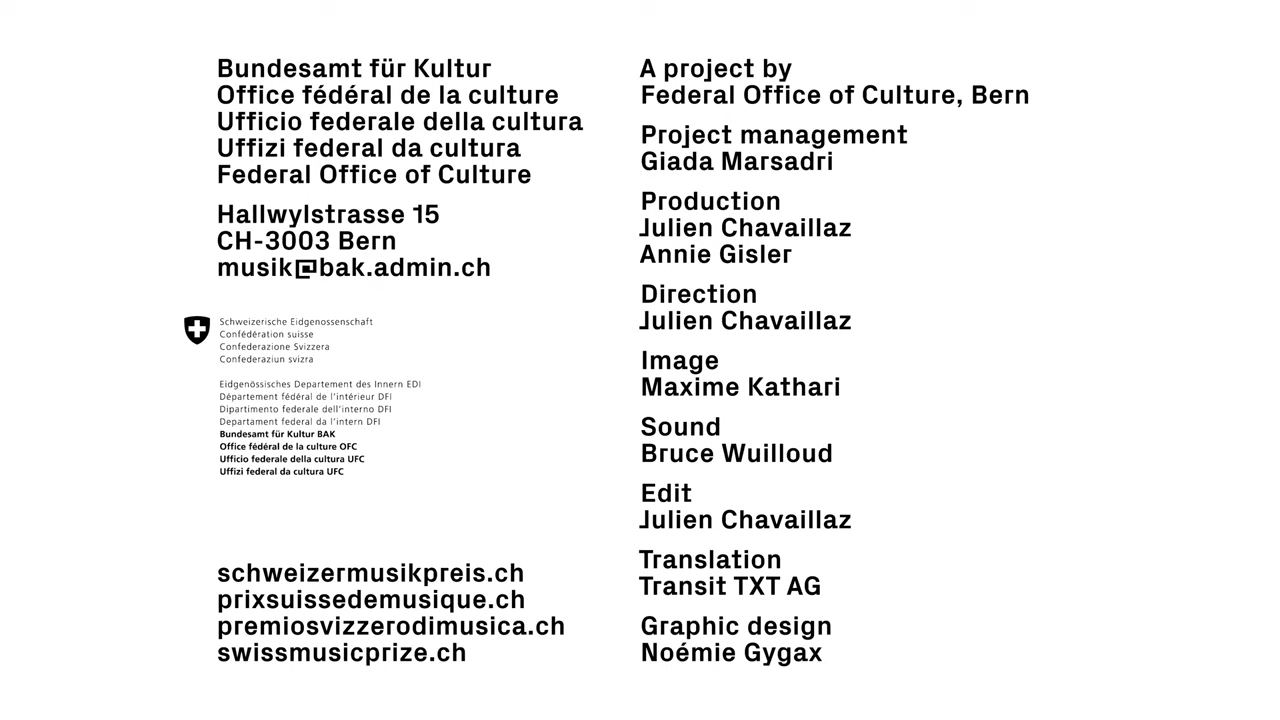 Bundesamt für Kultur
Office fédéral de la culture
Ufficio federale della cultura
Uffizi federal da cultura
Federal Office of Culture
Hallwylstrasse 15
CH-3003 Bern
musik@bak.admin.ch
Schweizerische Eidgenossenschaft
Confédération suisse
Confederazione Svizzera
Confederaziun svizra
Eidgenössisches Departement des Innern EDI
Département fédéral de l'intérieur DFI
Dipartimento federale dell'interno DFI
Departament federal da l'intern DFI
Bundesamt für Kultur BAK
Office fédéral de la culture OFC
Ufficio federale della cultura UFC
Uffizi federal da cultura UFC
schweizermusikpreis.ch
prixsuissedemusique.ch
premiosvizzerodimusica.ch
swissmusicprize.ch
A project by
Federal Office of Culture, Bern
Project management
Giada Marsadri
Production
Julien Chavaillaz
Annie Gisler
Direction
Julien Chavaillaz
Image
Maxime Kathari
Sound
Bruce Wuilloud
Edit
Julien Chavaillaz
Translation
Transit TXT AG
Graphic design
Noémie Gygax